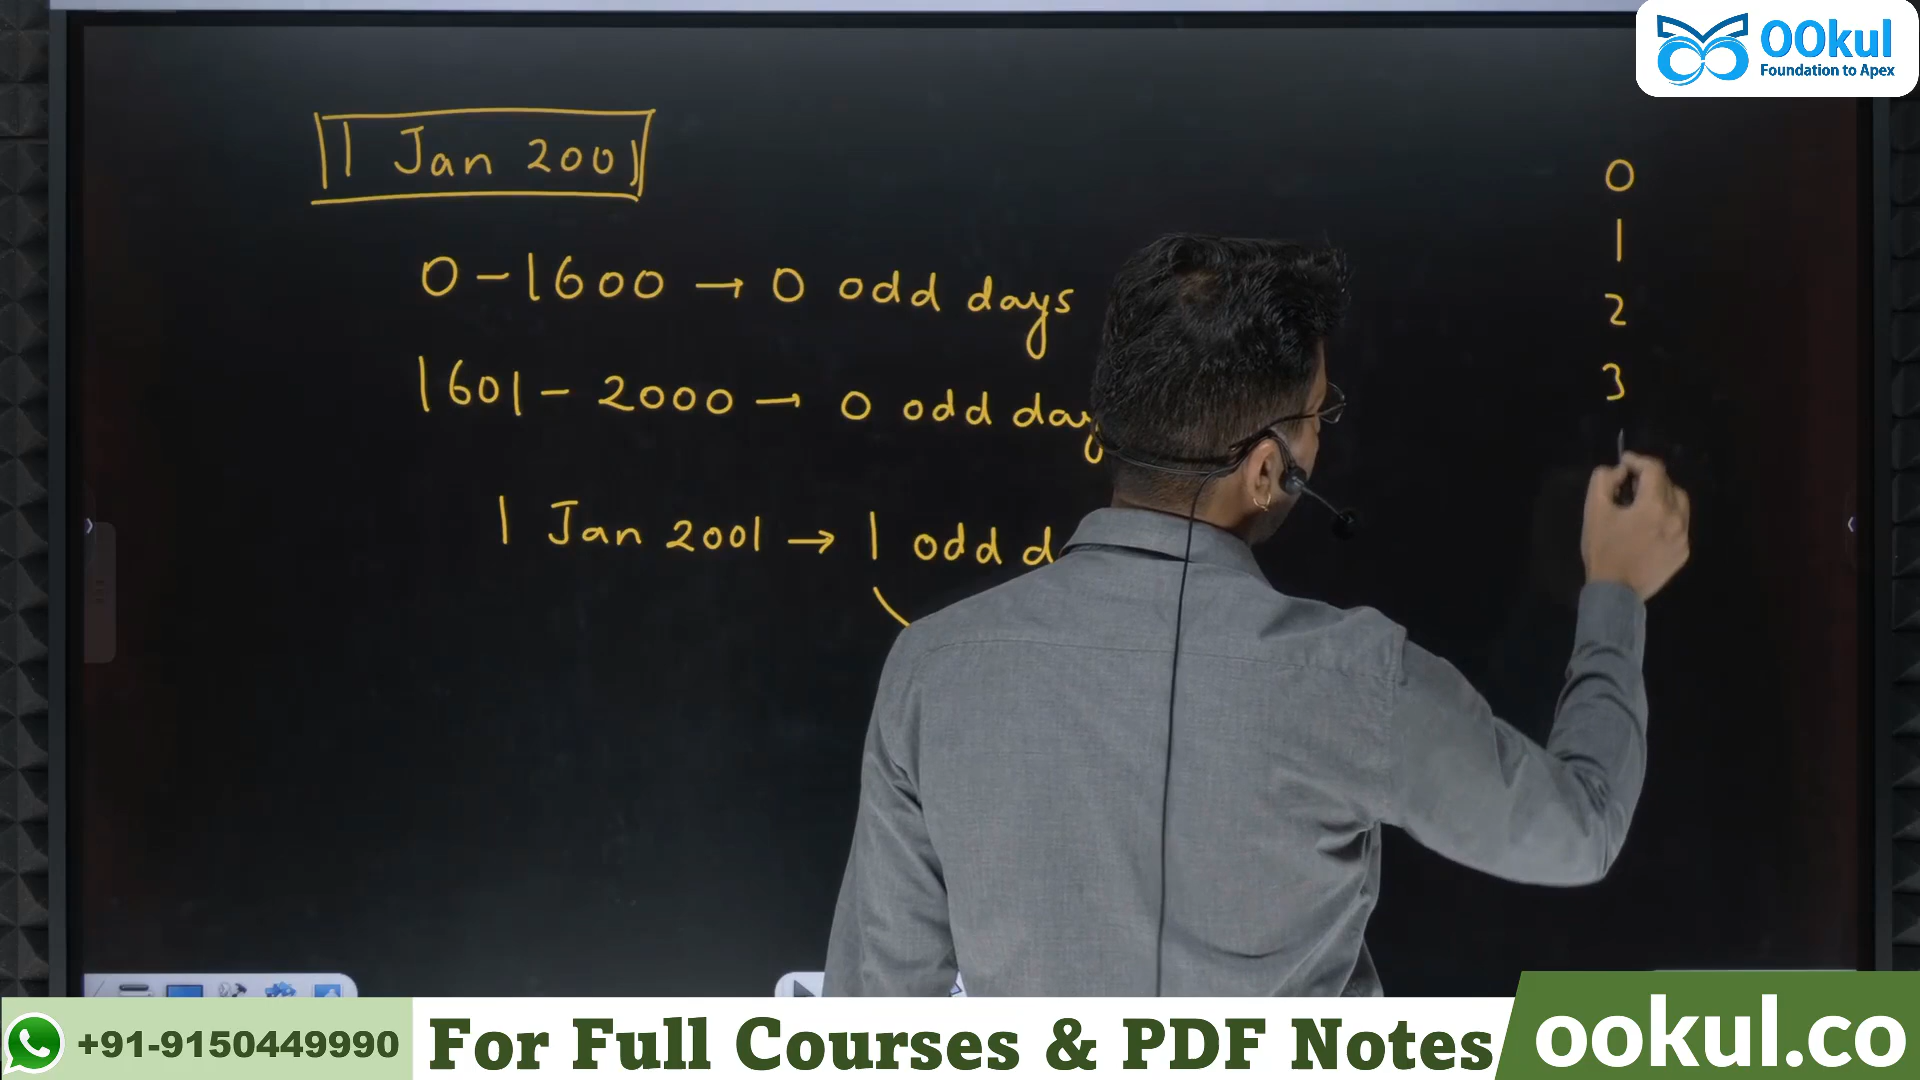 OOkul
Foundation to Apex
1 Jan 2001
0
1
2
3
0 - 1600 → 0 odd days
1601 - 2000 → 0 odd day
1 Jan 2001 → 1 odd d
+91-9150449990
For Full Courses & PDF Notes
ookul.co